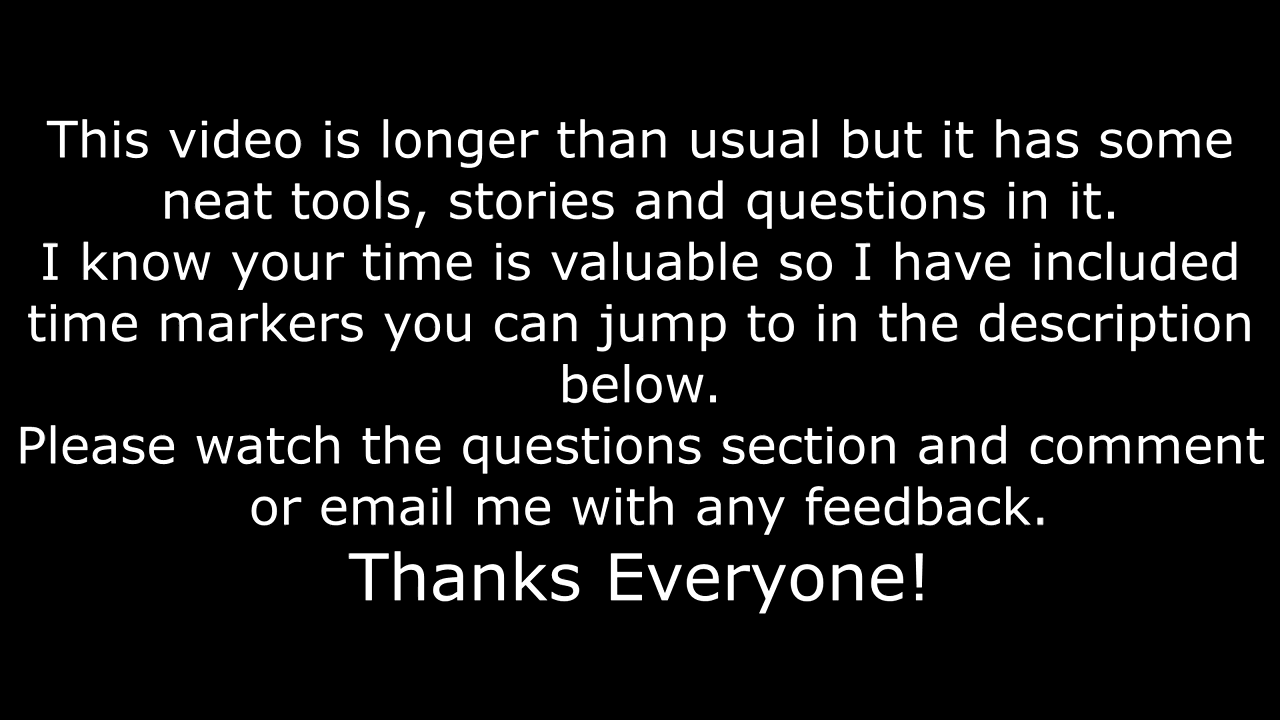 This video is longer than usual but it has some
neat tools, stories and questions in it.
I know your time is valuable so I have included
time markers you can jump to in the description
below.
Please watch the questions section and comment
or email me with any feedback.
Thanks Everyone!